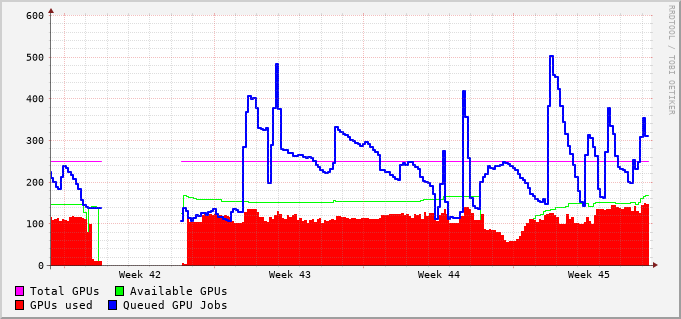 600
500
400
300
200
100
0
Week 42 Week 43 Week 44 Week 45
Total GPUs Available GPUs
GPUs used Queued GPU Jobs
RRDTOOL / TOBI OETIKER